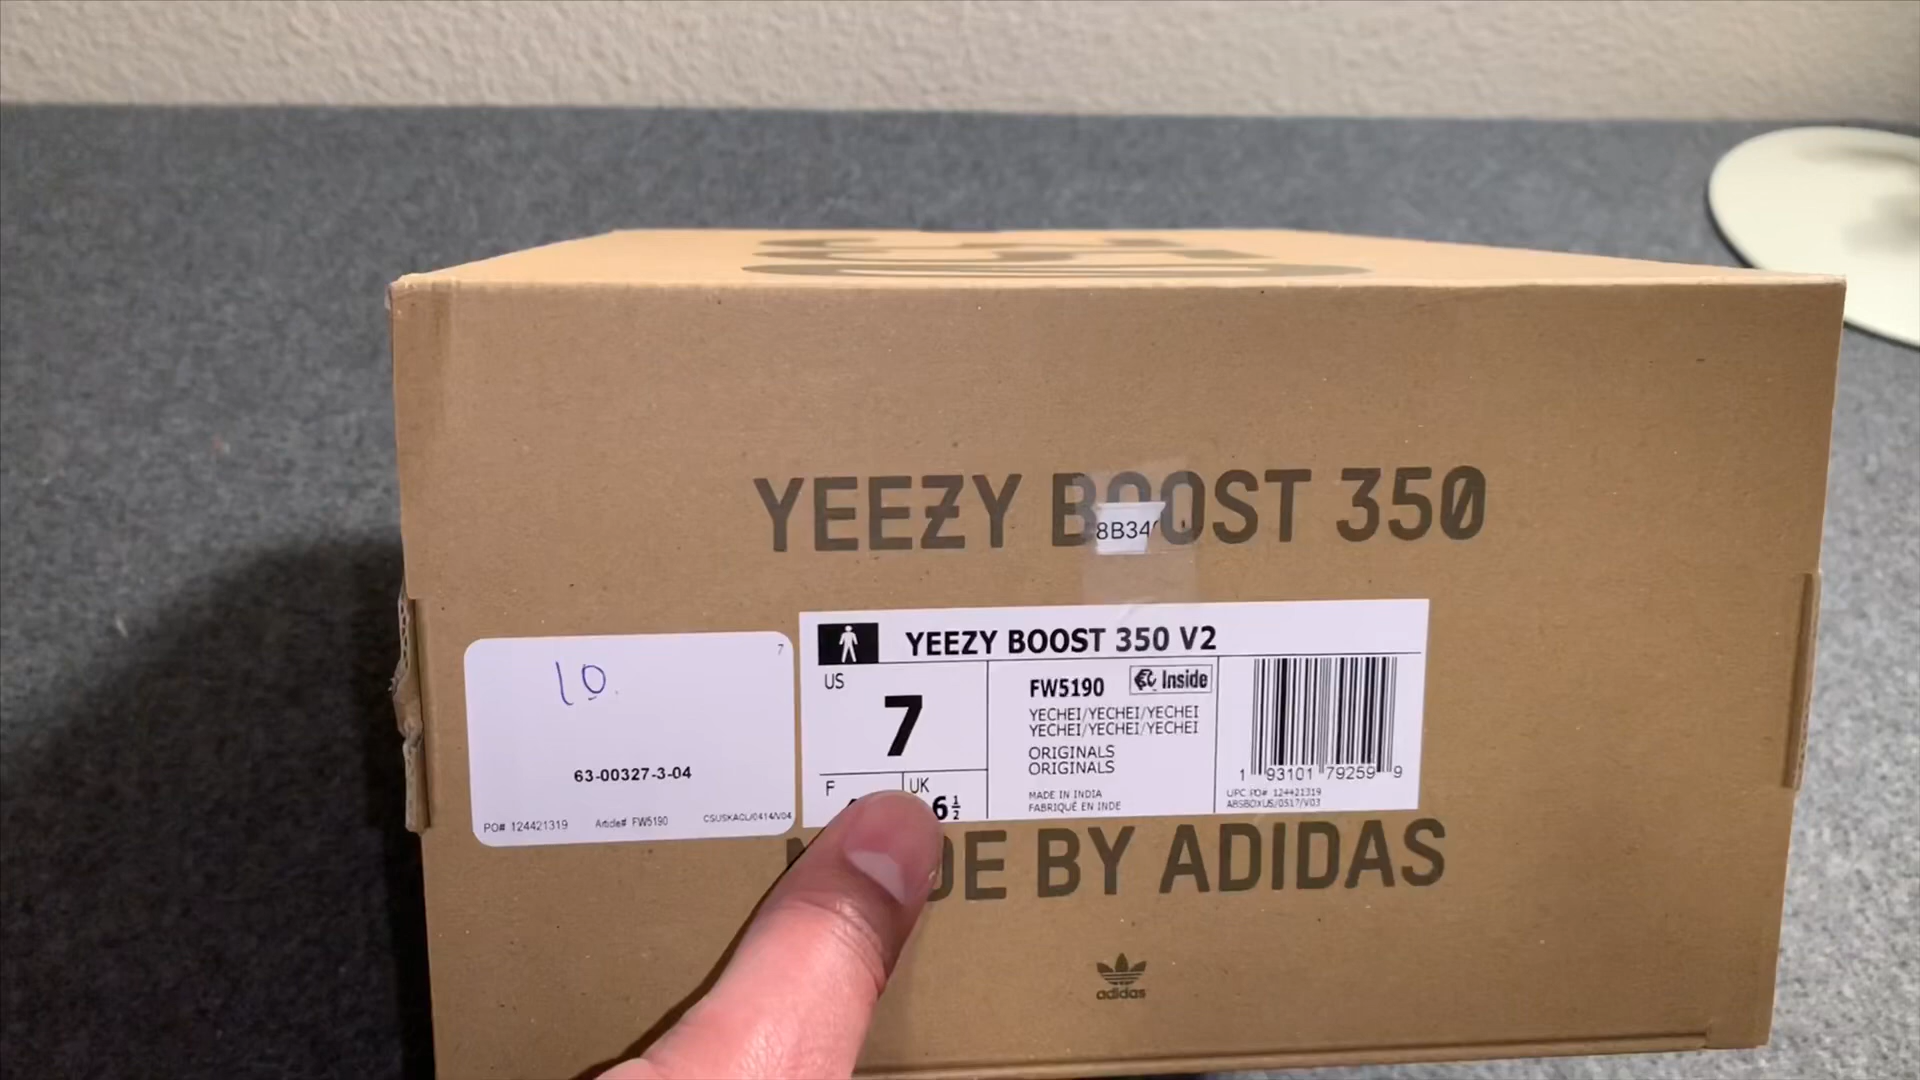 350
YEEZY BOOST 350
8B34
10
7
63-00327-3-04
PO# 124421319 Article# FW5190 CSUSKACL/0414/V04
YEEZY BOOST 350 V2
US
7
F
UK
6½
FW5190
Inside
YECHEI/YECHEI/YECHEI
YECHEI/YECHEI/YECHEI
ORIGINALS
ORIGINALS
MADE IN INDIA
FABRIQUÉ EN INDE
1 93101 79259 9
UPC PO# 124421319
ABSBOXUS/0517/V03
BY ADIDAS
adidas